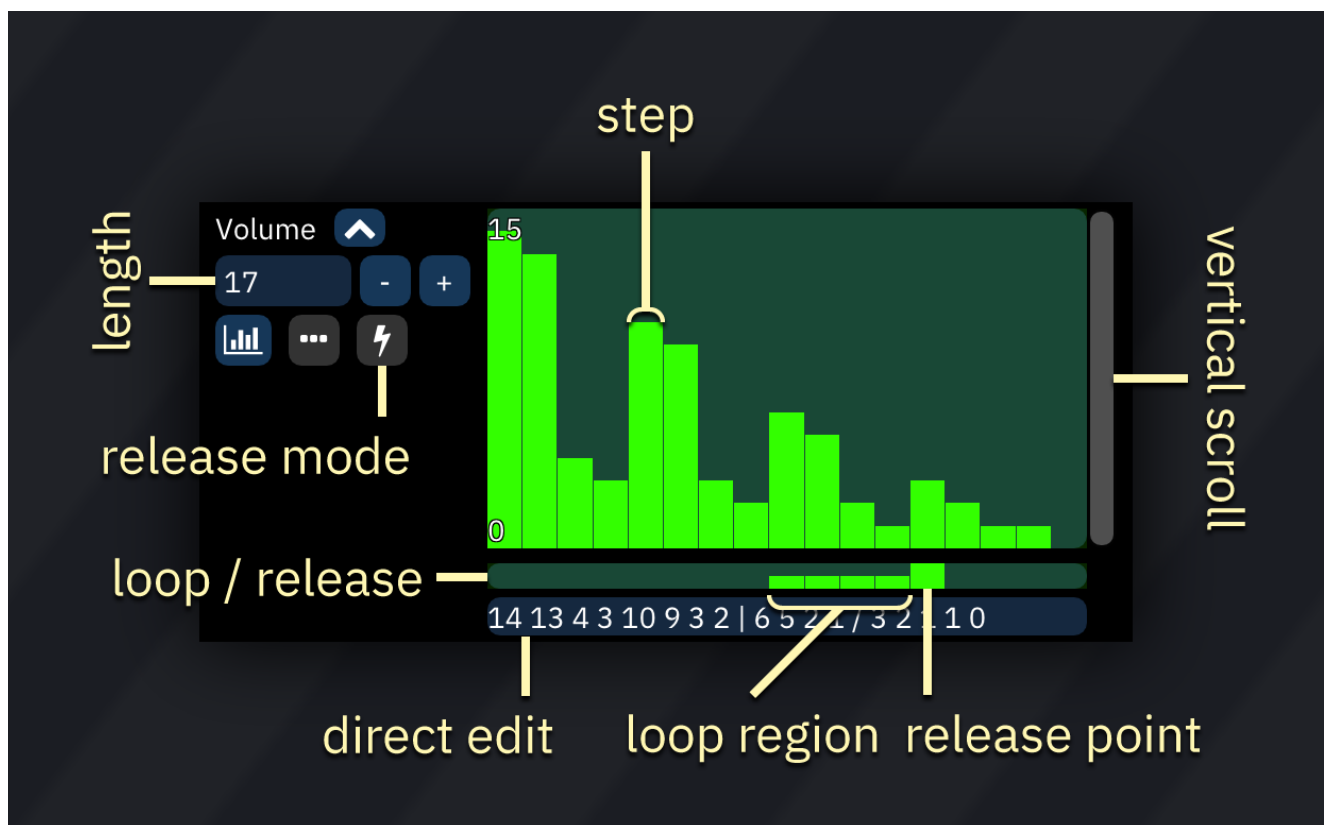 step
Volume
15
length
17 - +
vertical scroll
release mode
0
loop / release
14 13 4 3 10 9 3 2 | 6 5 2 1 / 3 2 1 1 0
direct edit
loop region
release point